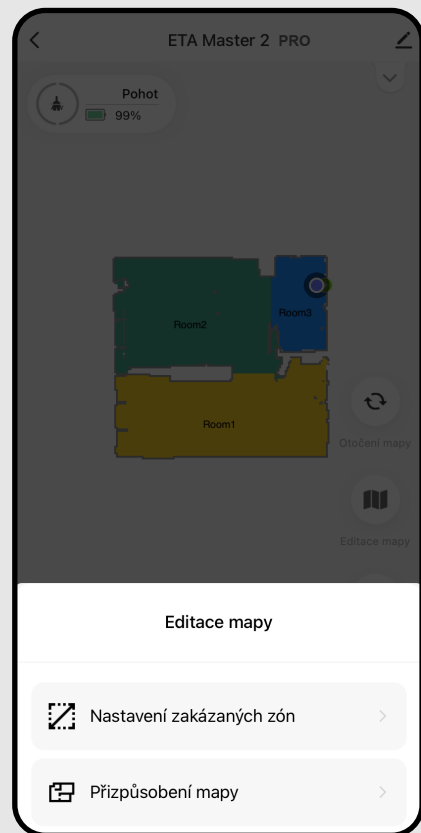 ETA Master 2 PRO
Pohot
99%
Room2
Room3
Room1
Otočení mapy
Editace mapy
Editace mapy
Nastavení zakázaných zón
Přizpůsobení mapy